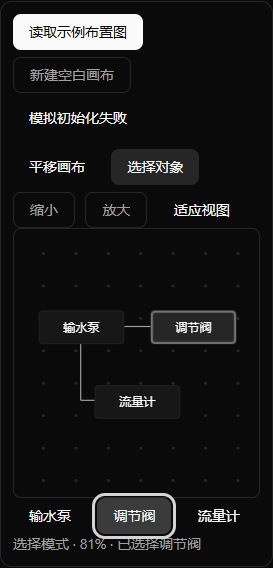 读取示例布置图
新建空白画布
模拟初始化失败
平移画布 选择对象
缩小 放大 适应视图
输水泵 调节阀
流量计
输水泵 调节阀 流量计
选择模式 · 81% · 已选择调节阀